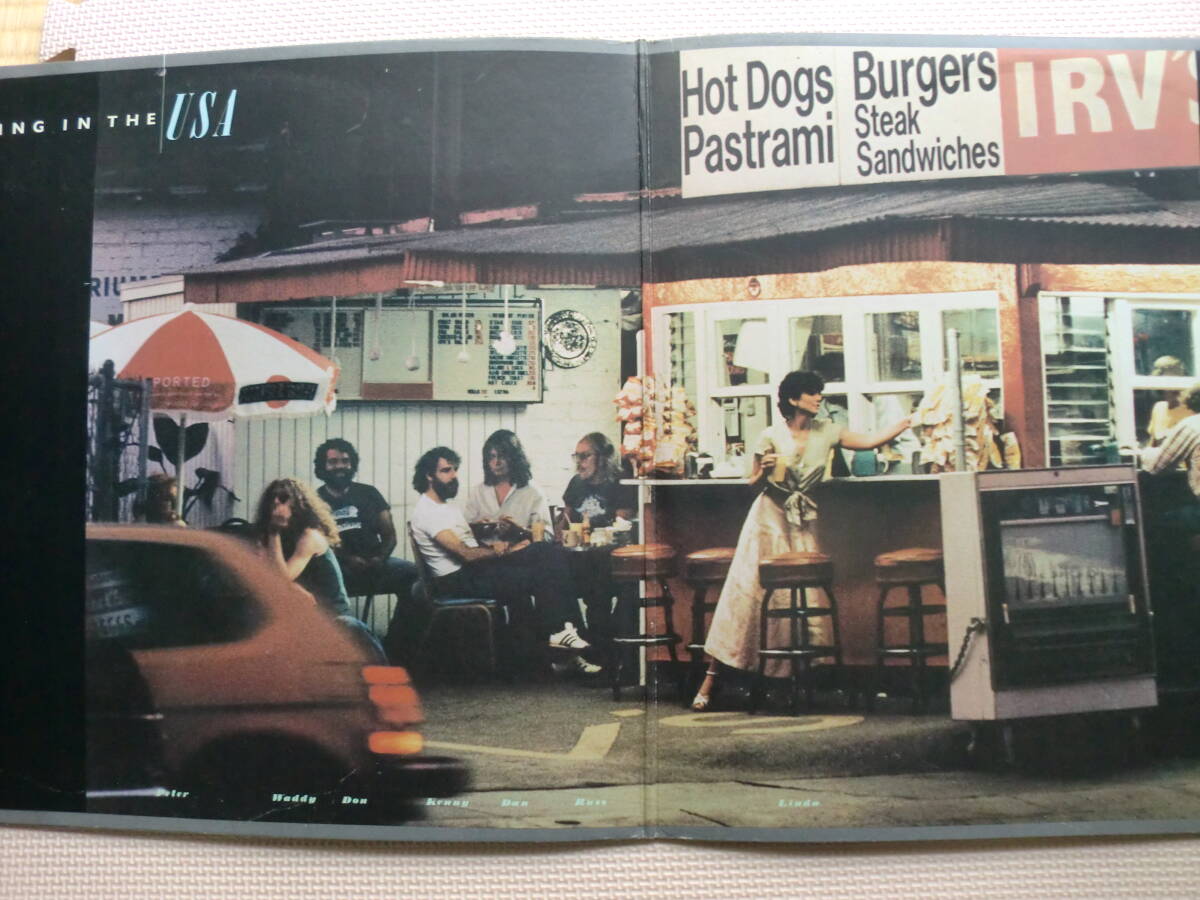 ING IN THE USA
Hot Dogs
Pastrami
Burgers
Steak
Sandwiches
IRV'S
RIU
PORTED
Peter Waddy Don Kenny Dan Russ Linda